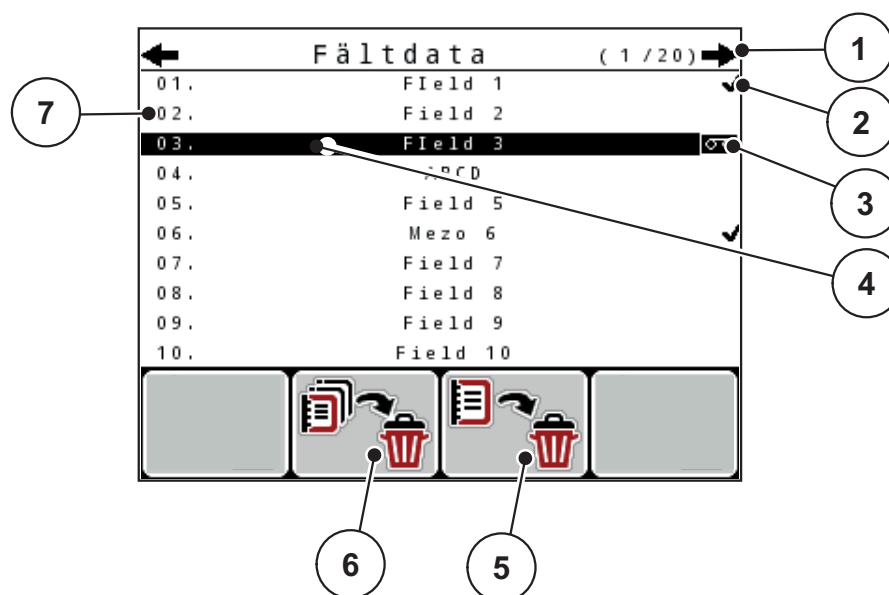 Fältdata (1/20)
01. FIeld 1
02. Field 2
03. FIeld 3
04. ABCD
05. Field 5
06. Mezo 6
07. Field 7
08. Field 8
09. Field 9
10. Field 10
1
2
3
4
5
6
7